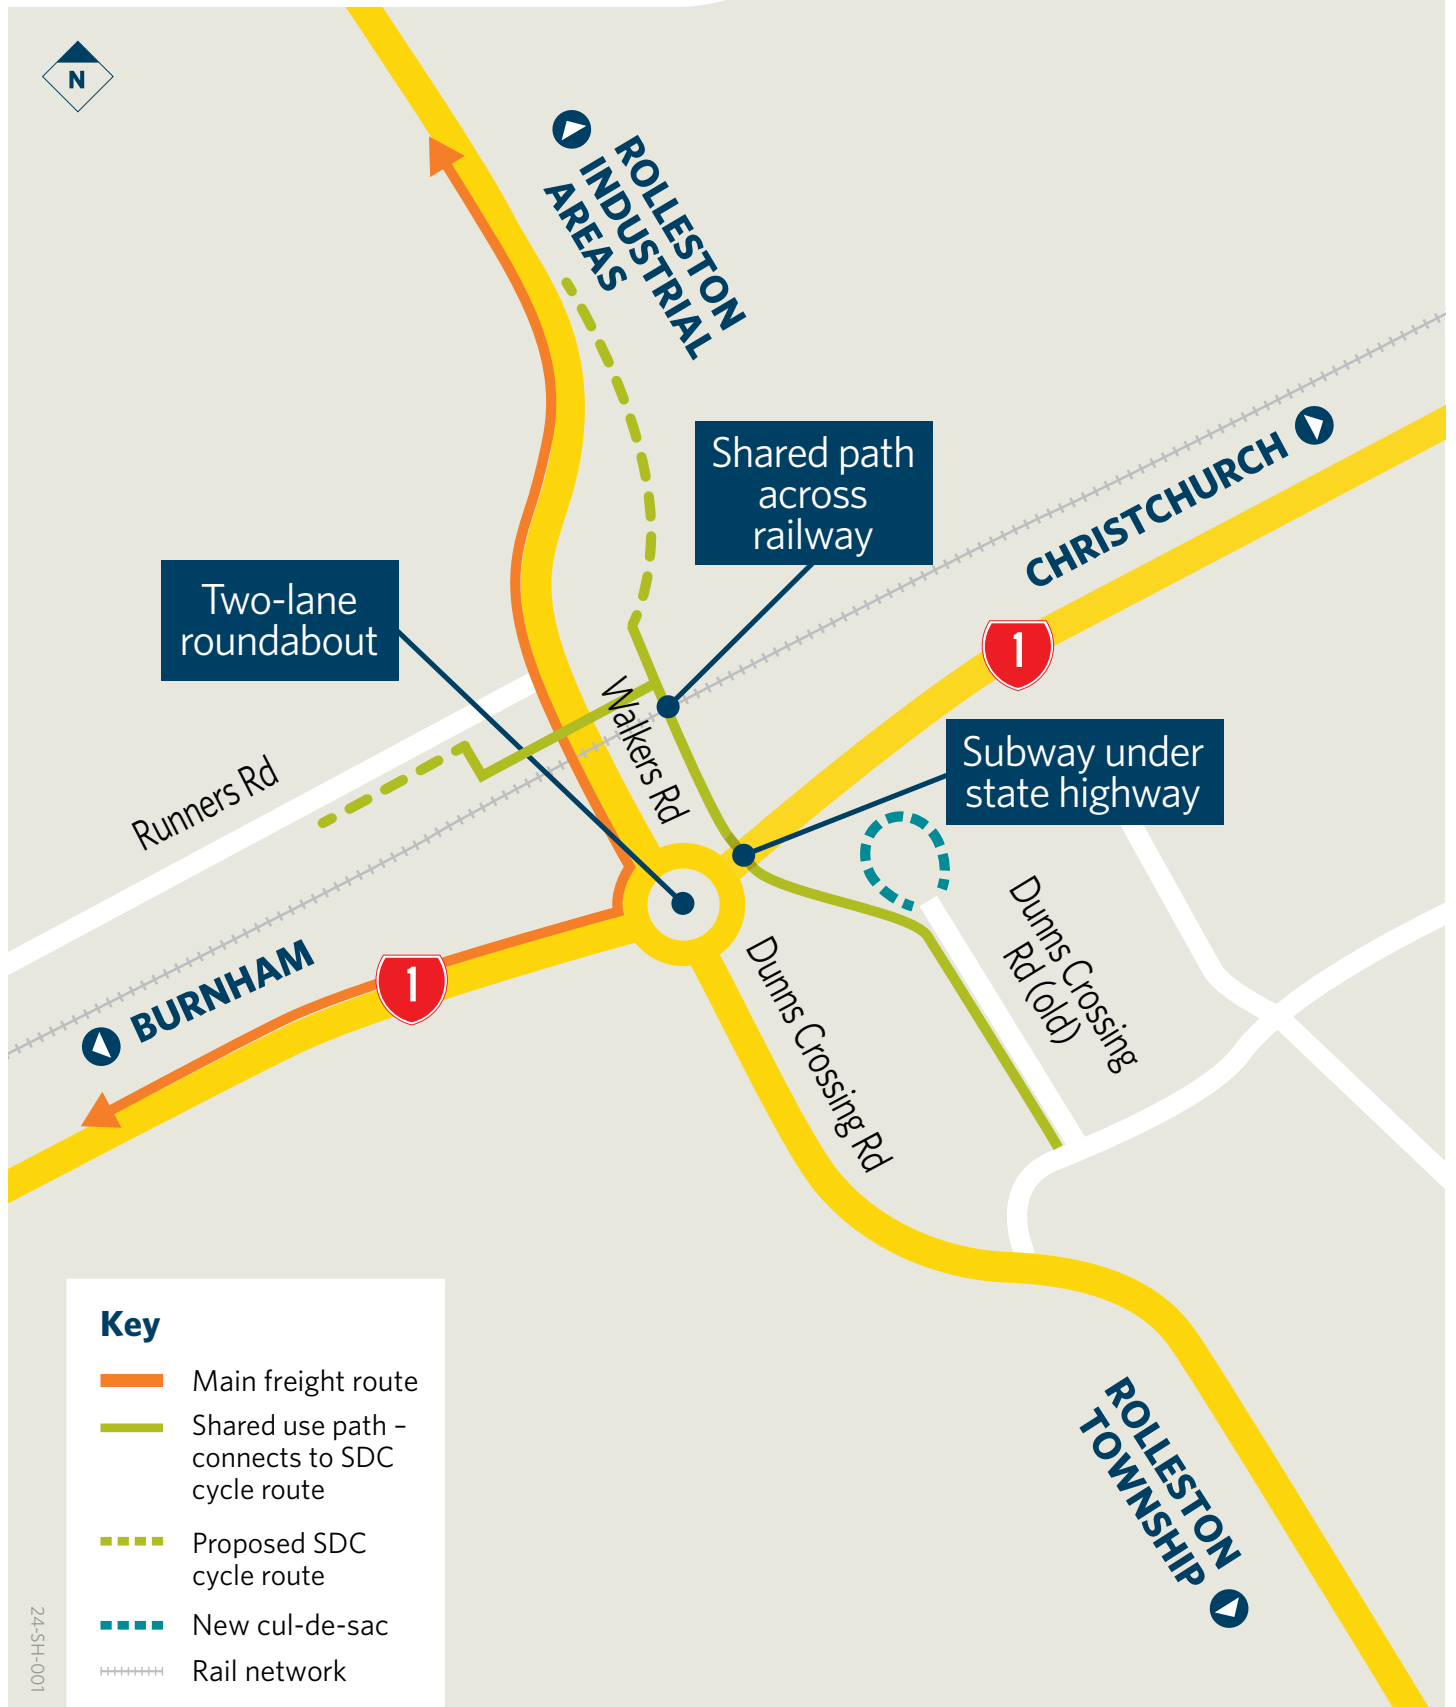 N
ROLLESTON
INDUSTRIAL
AREAS
Shared path
across
railway
CHRISTCHURCH
Two-lane
roundabout
1
Walkers Rd
Subway under
state highway
Runners Rd
Dunns Crossing
Rd (old)
BURNHAM
1
Dunns Crossing Rd
ROLLESTON
TOWNSHIP
Key
Main freight route
Shared use path –
connects to SDC
cycle route
Proposed SDC
cycle route
New cul-de-sac
Rail network
24-SH-001